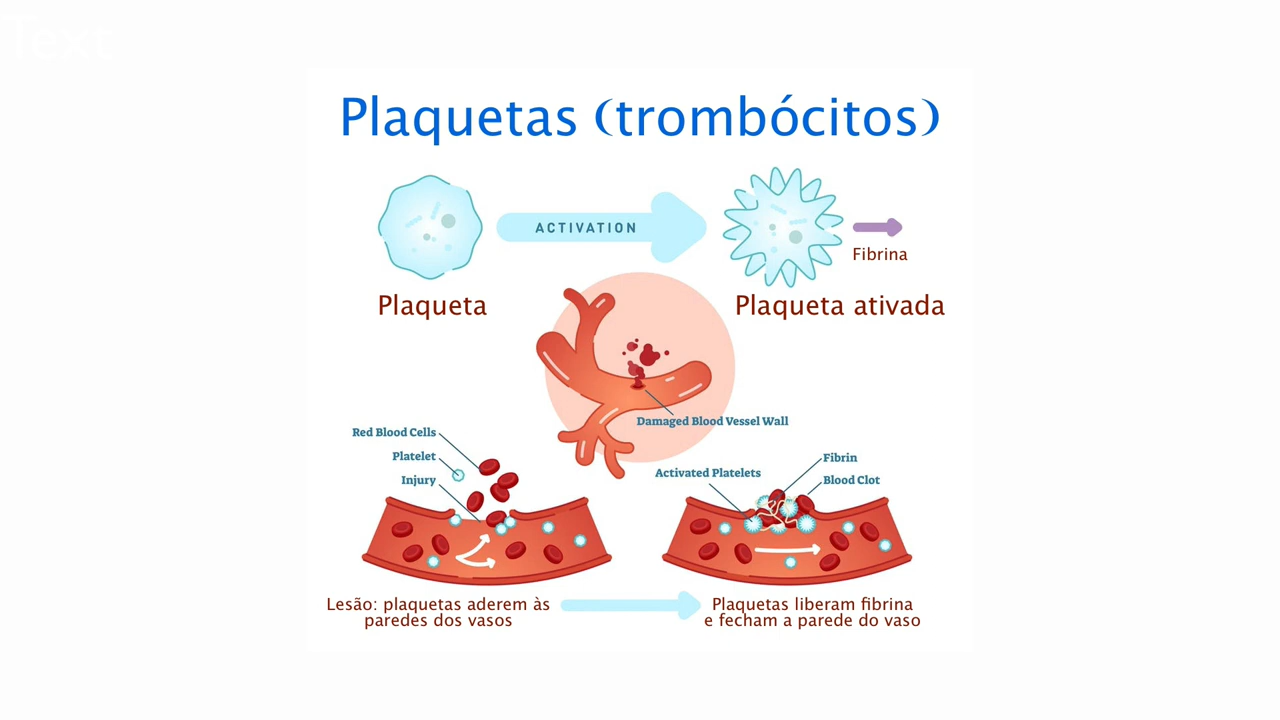 Text
Plaquetas (trombócitos)
ACTIVATION
Fibrina
Plaqueta
Plaqueta ativada
Damaged Blood Vessel Wall
Red Blood Cells
Platelet
Injury
Activated Platelets
Fibrin
Blood Clot
Lesão: plaquetas aderem às
paredes dos vasos
Plaquetas liberam fibrina
e fecham a parede do vaso